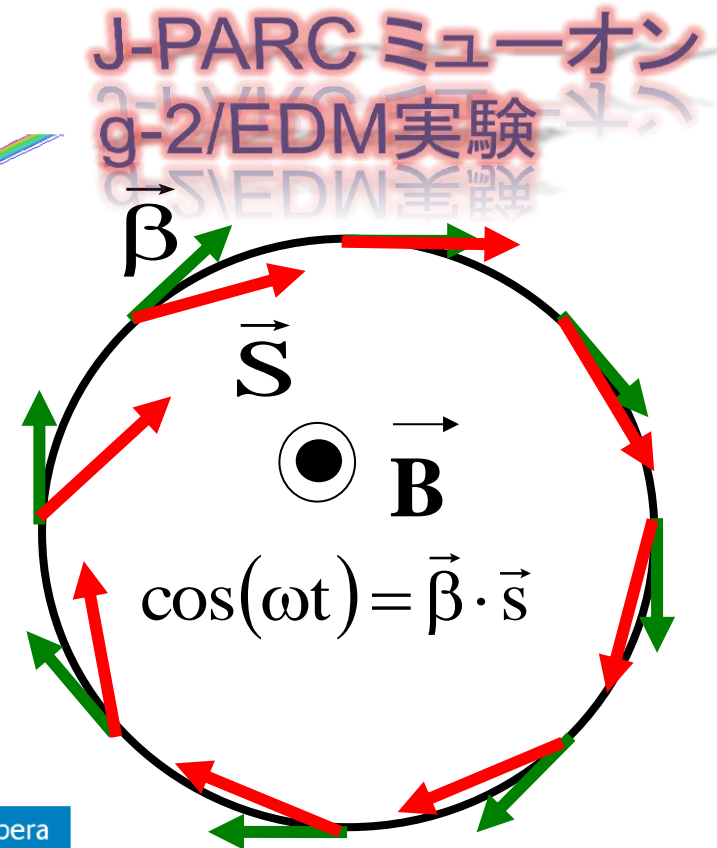 J-PARC ミューオン
g-2/EDM実験
β⃗
S⃗
B⃗
cos(ωt) = β⃗ · s⃗